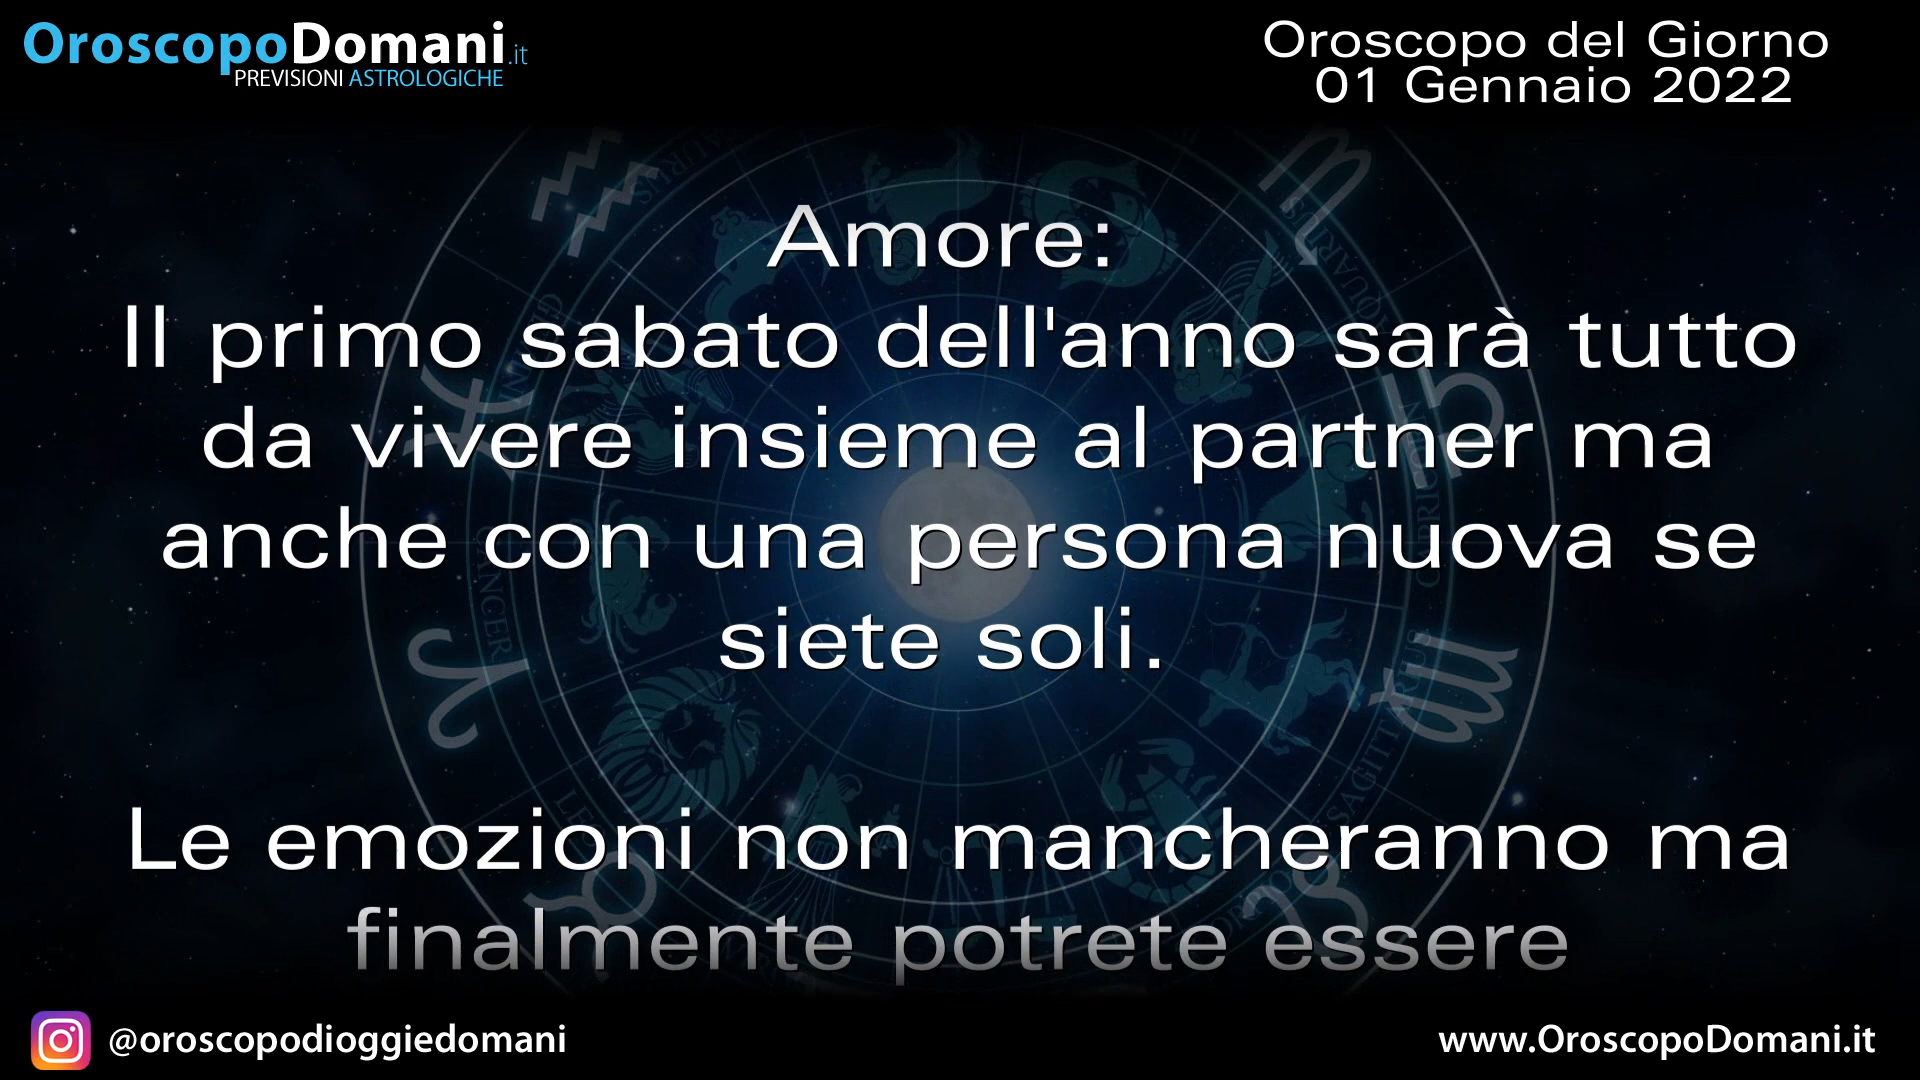 OroscopoDomani.it
PREVISIONI ASTROLOGICHE
Oroscopo del Giorno
01 Gennaio 2022
Amore:
Il primo sabato dell'anno sarà tutto
da vivere insieme al partner ma
anche con una persona nuova se
siete soli.
Le emozioni non mancheranno ma
finalmente potrete essere
CANCER
@oroscopodioggiedomani
www.OroscopoDomani.it